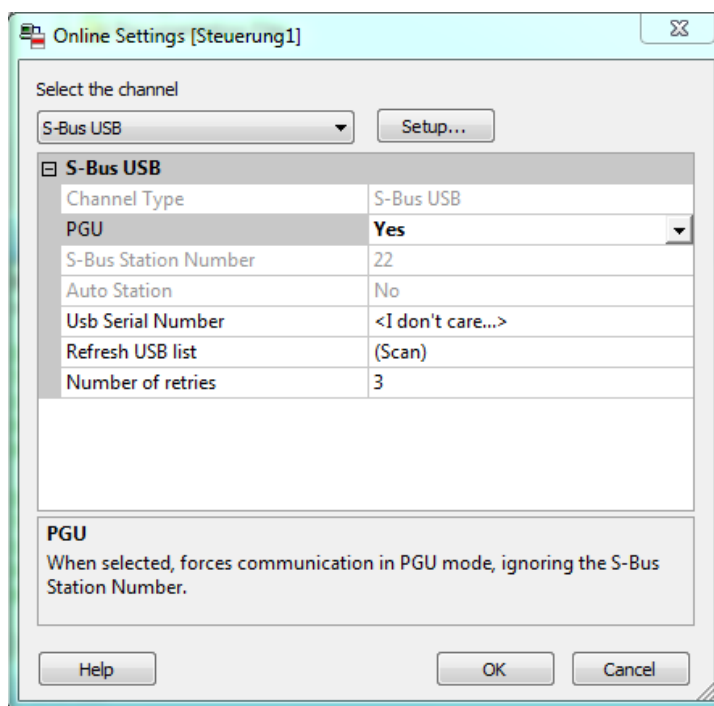 Online Settings [Steuerung1]
Select the channel
S-Bus USB
Setup...
S-Bus USB
Channel Type S-Bus USB
PGU Yes
S-Bus Station Number 22
Auto Station No
Usb Serial Number <I don't care...>
Refresh USB list (Scan)
Number of retries 3
PGU
When selected, forces communication in PGU mode, ignoring the S-Bus
Station Number.
Help OK Cancel